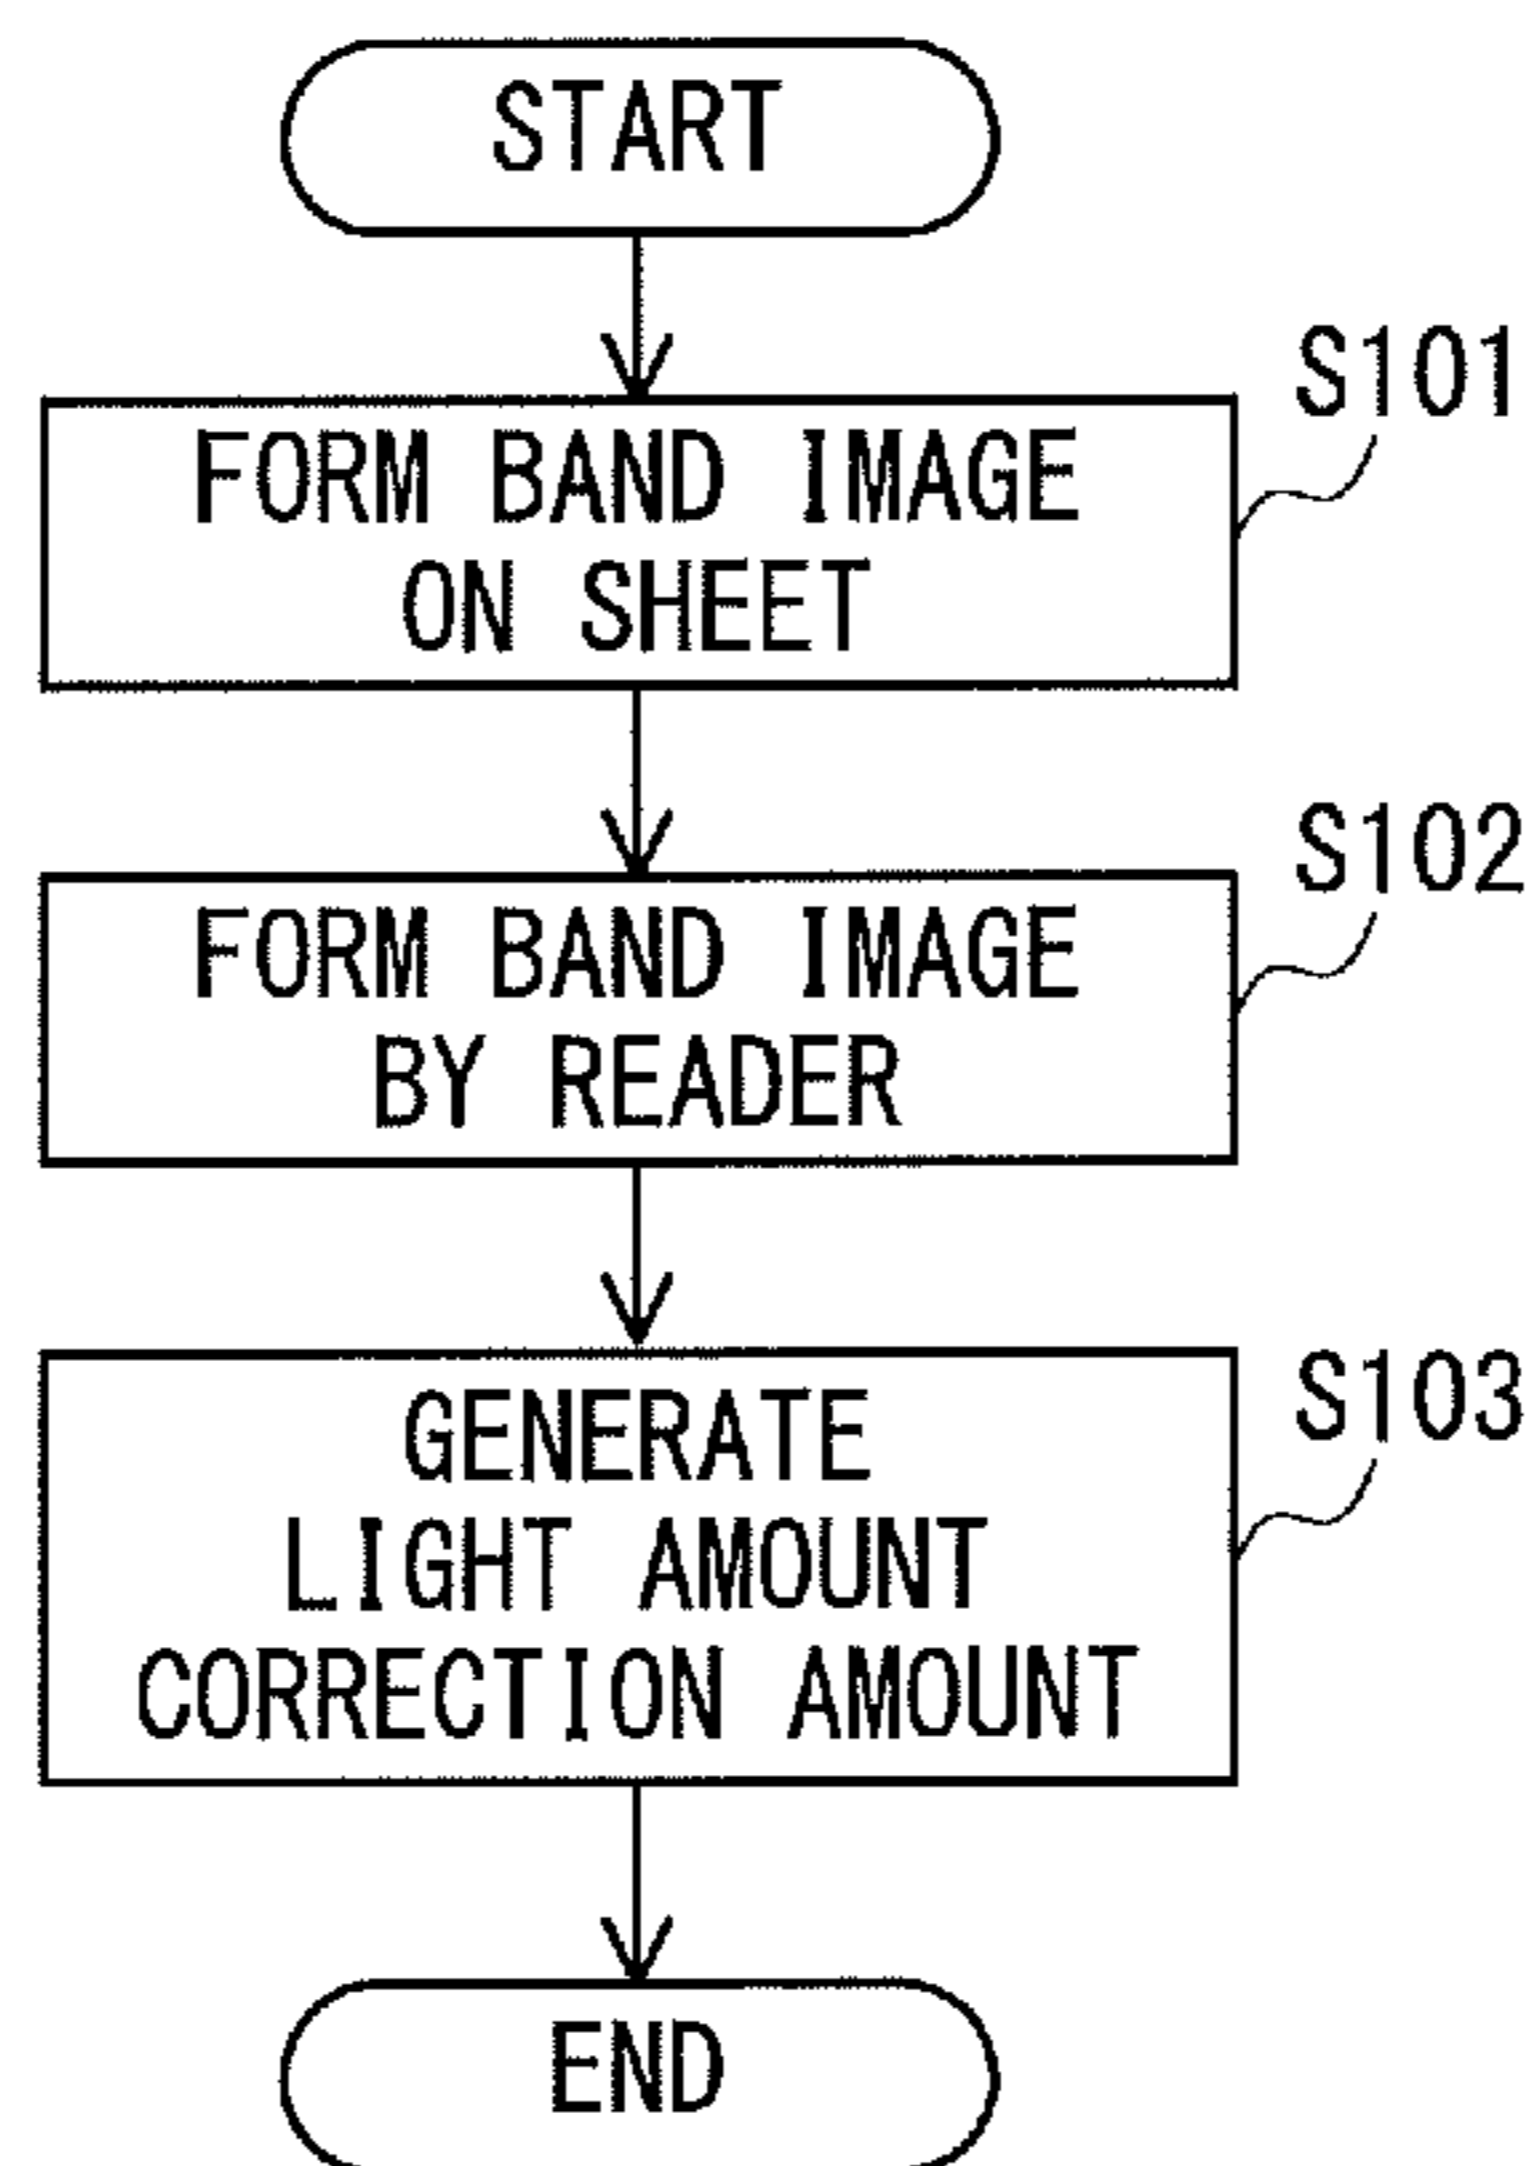 START
S101
FORM BAND IMAGE
ON SHEET
S102
FORM BAND IMAGE
BY READER
S103
GENERATE
LIGHT AMOUNT
CORRECTION AMOUNT
END